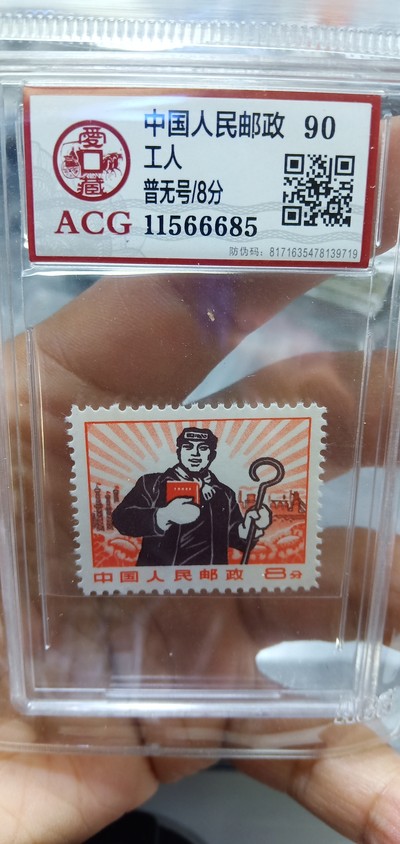 愛藏
中国人民邮政 90
工人
普无号/8分
ACG 11566685
防伪码：8171635478139719
中国人民邮政 8分